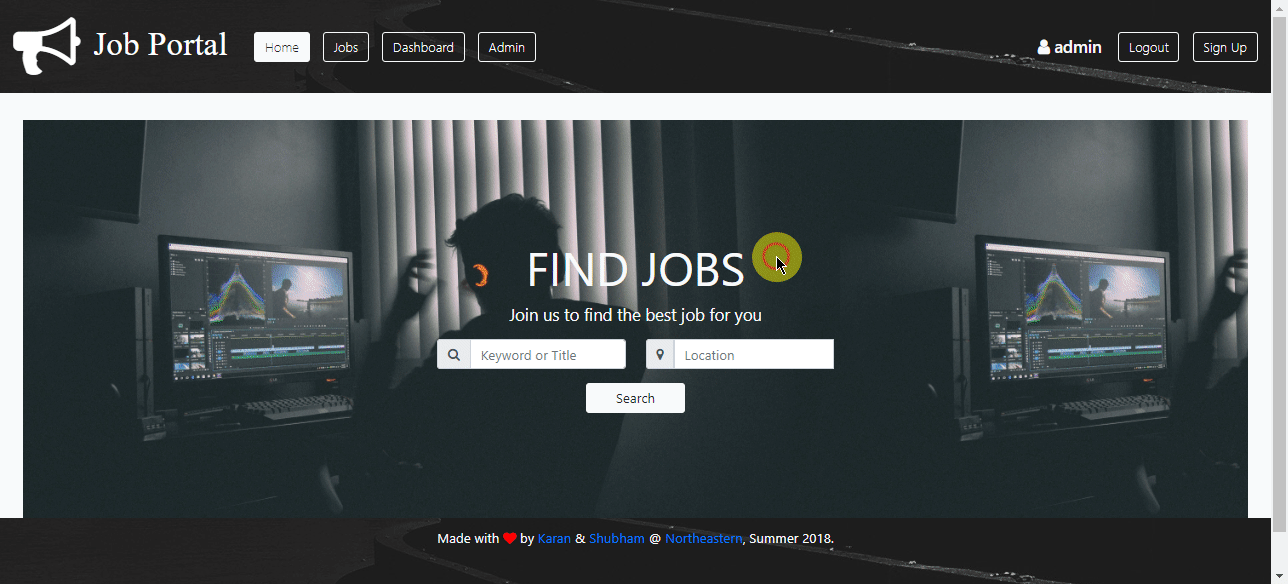 Job Portal
Home
Jobs
Dashboard
Admin
admin
Logout
Sign Up
FIND JOBS
Join us to find the best job for you
Keyword or Title
Location
Search
Made with by Karan & Shubham @ Northeastern, Summer 2018.